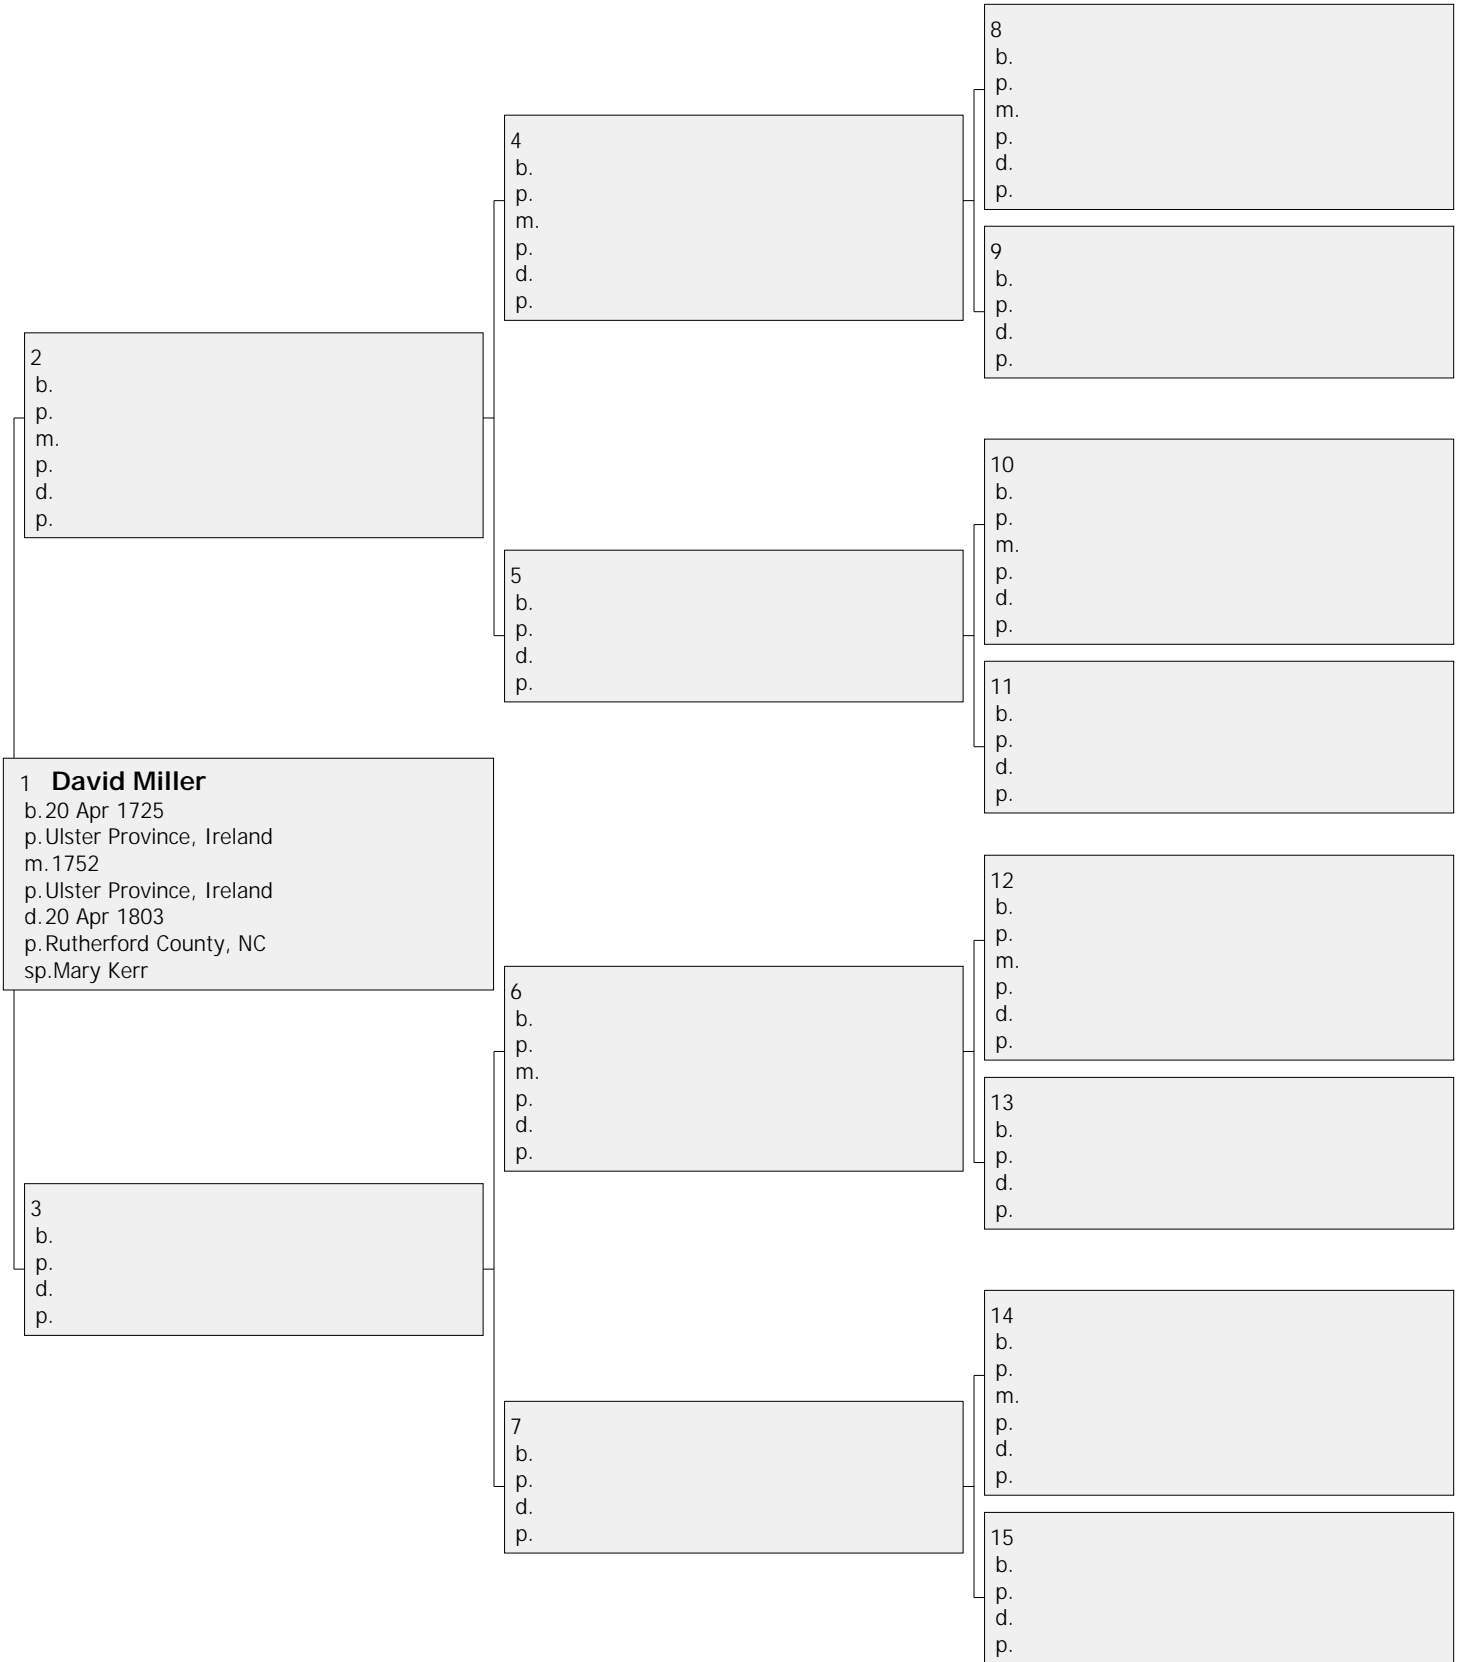 8
b.
p.
m.
p.
d.
p.
4
b.
p.
m.
p.
d.
p.
9
b.
p.
d.
p.
2
b.
p.
m.
p.
d.
p.
10
b.
p.
m.
p.
d.
p.
5
b.
p.
d.
p.
11
b.
p.
d.
p.
1 David Miller
b. 20 Apr 1725
p. Ulster Province, Ireland
m. 1752
p. Ulster Province, Ireland
d. 20 Apr 1803
p. Rutherford County, NC
sp. Mary Kerr
12
b.
p.
m.
p.
d.
p.
6
b.
p.
m.
p.
d.
p.
13
b.
p.
d.
p.
3
b.
p.
d.
p.
14
b.
p.
m.
p.
d.
p.
7
b.
p.
d.
p.
15
b.
p.
d.
p.